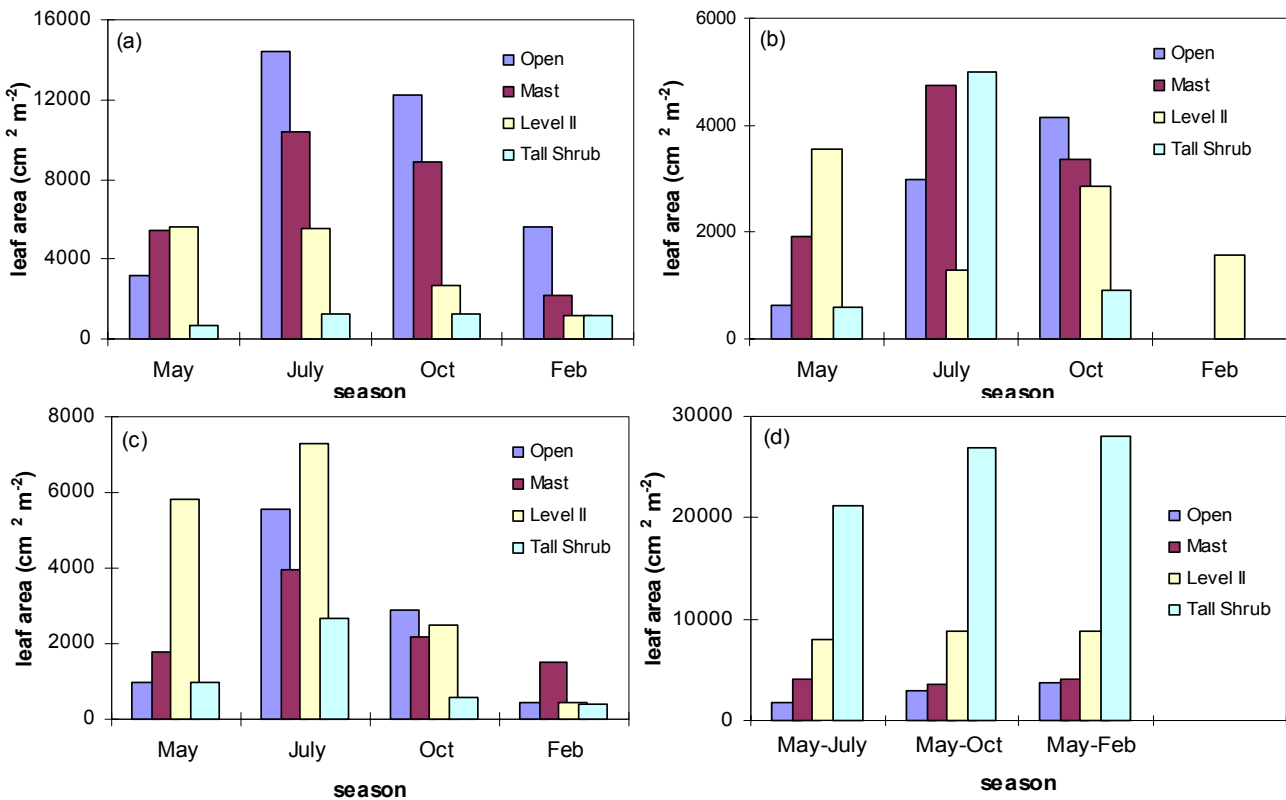 (a)
leaf area (cm ² m⁻²)
16000
12000
8000
4000
0
Open
Mast
Level II
Tall Shrub
May July Oct Feb
season
(b)
leaf area (cm ² m⁻²)
6000
4000
2000
0
Open
Mast
Level II
Tall Shrub
May July Oct Feb
season
(c)
leaf area (cm ² m⁻²)
8000
6000
4000
2000
0
Open
Mast
Level II
Tall Shrub
May July Oct Feb
season
(d)
leaf area (cm ² m⁻²)
30000
20000
10000
0
Open
Mast
Level II
Tall Shrub
May-July May-Oct May-Feb
season